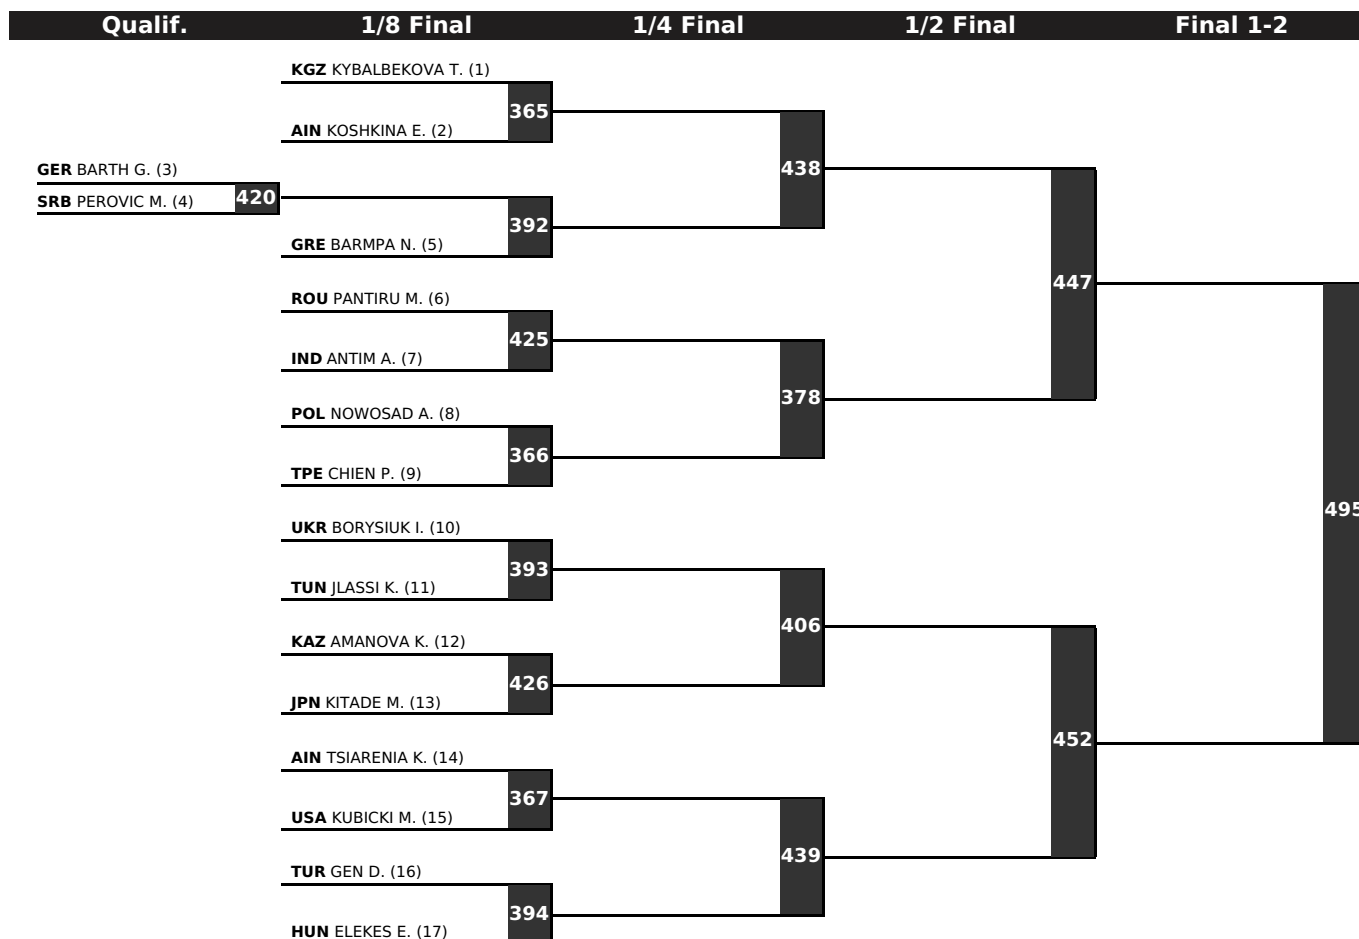 Qualif. 1/8 Final 1/4 Final 1/2 Final Final 1-2
KGZ KYBALBEKOVA T. (1)
365
AIN KOSHKINA E. (2)
GER BARTH G. (3)
438
SRB PEROVIC M. (4) 420
392
GRE BARMPA N. (5)
447
ROU PANTIRU M. (6)
425
IND ANTIM A. (7)
378
POL NOWOSAD A. (8)
366
TPE CHIEN P. (9)
495
UKR BORYSIUK I. (10)
393
TUN JLASSI K. (11)
406
KAZ AMANOVA K. (12)
426
JPN KITADE M. (13)
452
AIN TSIARENIA K. (14)
367
USA KUBICKI M. (15)
439
TUR GEN D. (16)
394
HUN ELEKES E. (17)